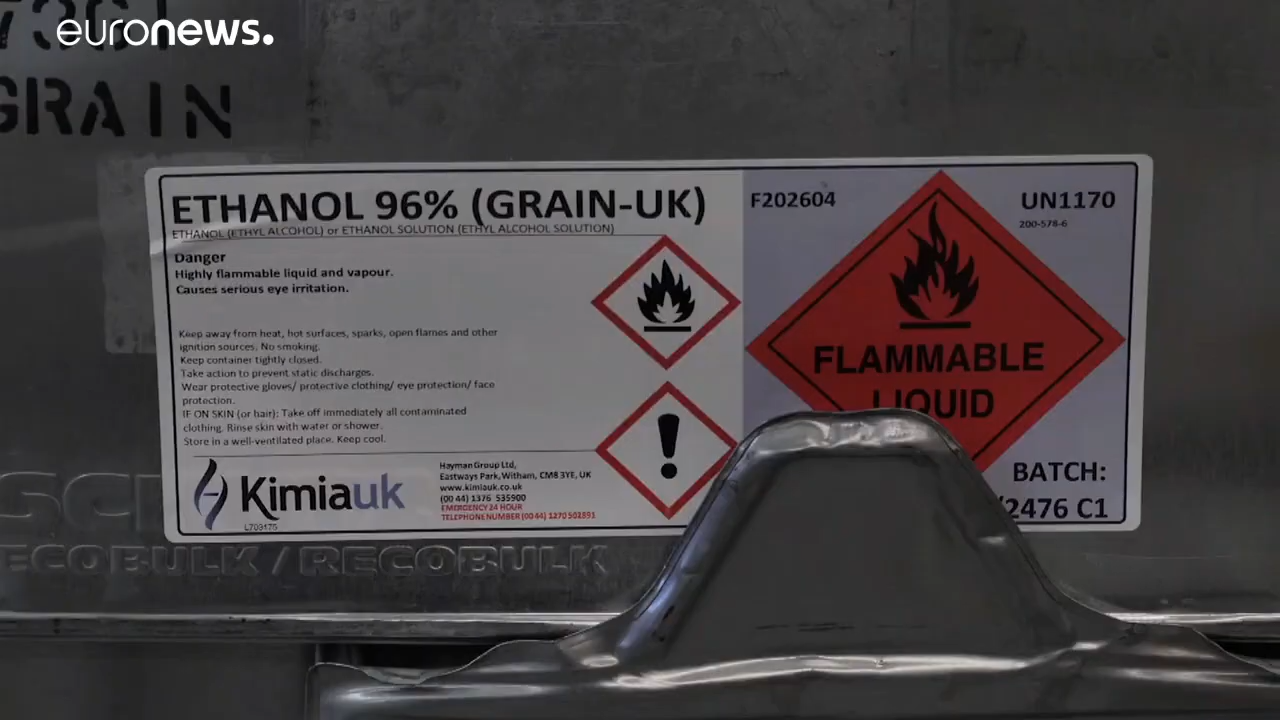 euronews.
GRAIN
ETHANOL 96% (GRAIN-UK)
ETHANOL (ETHYL ALCOHOL) or ETHANOL SOLUTION (ETHYL ALCOHOL SOLUTION)
Danger
Highly flammable liquid and vapour.
Causes serious eye irritation.
Keep away from heat, hot surfaces, sparks, open flames and other
ignition sources. No smoking.
Keep container tightly closed.
Take action to prevent static discharges.
Wear protective gloves/ protective clothing/ eye protection/ face
protection.
IF ON SKIN (or hair): Take off immediately all contaminated
clothing. Rinse skin with water or shower.
Store in a well-ventilated place. Keep cool.
Kimiauk
L709175
Hayman Group Ltd,
Eastways Park, Witham, CM8 3YE, UK
www.kimiauk.co.uk
(00 44) 1376 535900
EMERGENCY 24 HOUR
TELEPHONE NUMBER (00 44) 1270 502891
F202604
UN1170
200-578-6
FLAMMABLE
LIQUID
BATCH:
/2476 C1
ECOBULK / RECOBULK